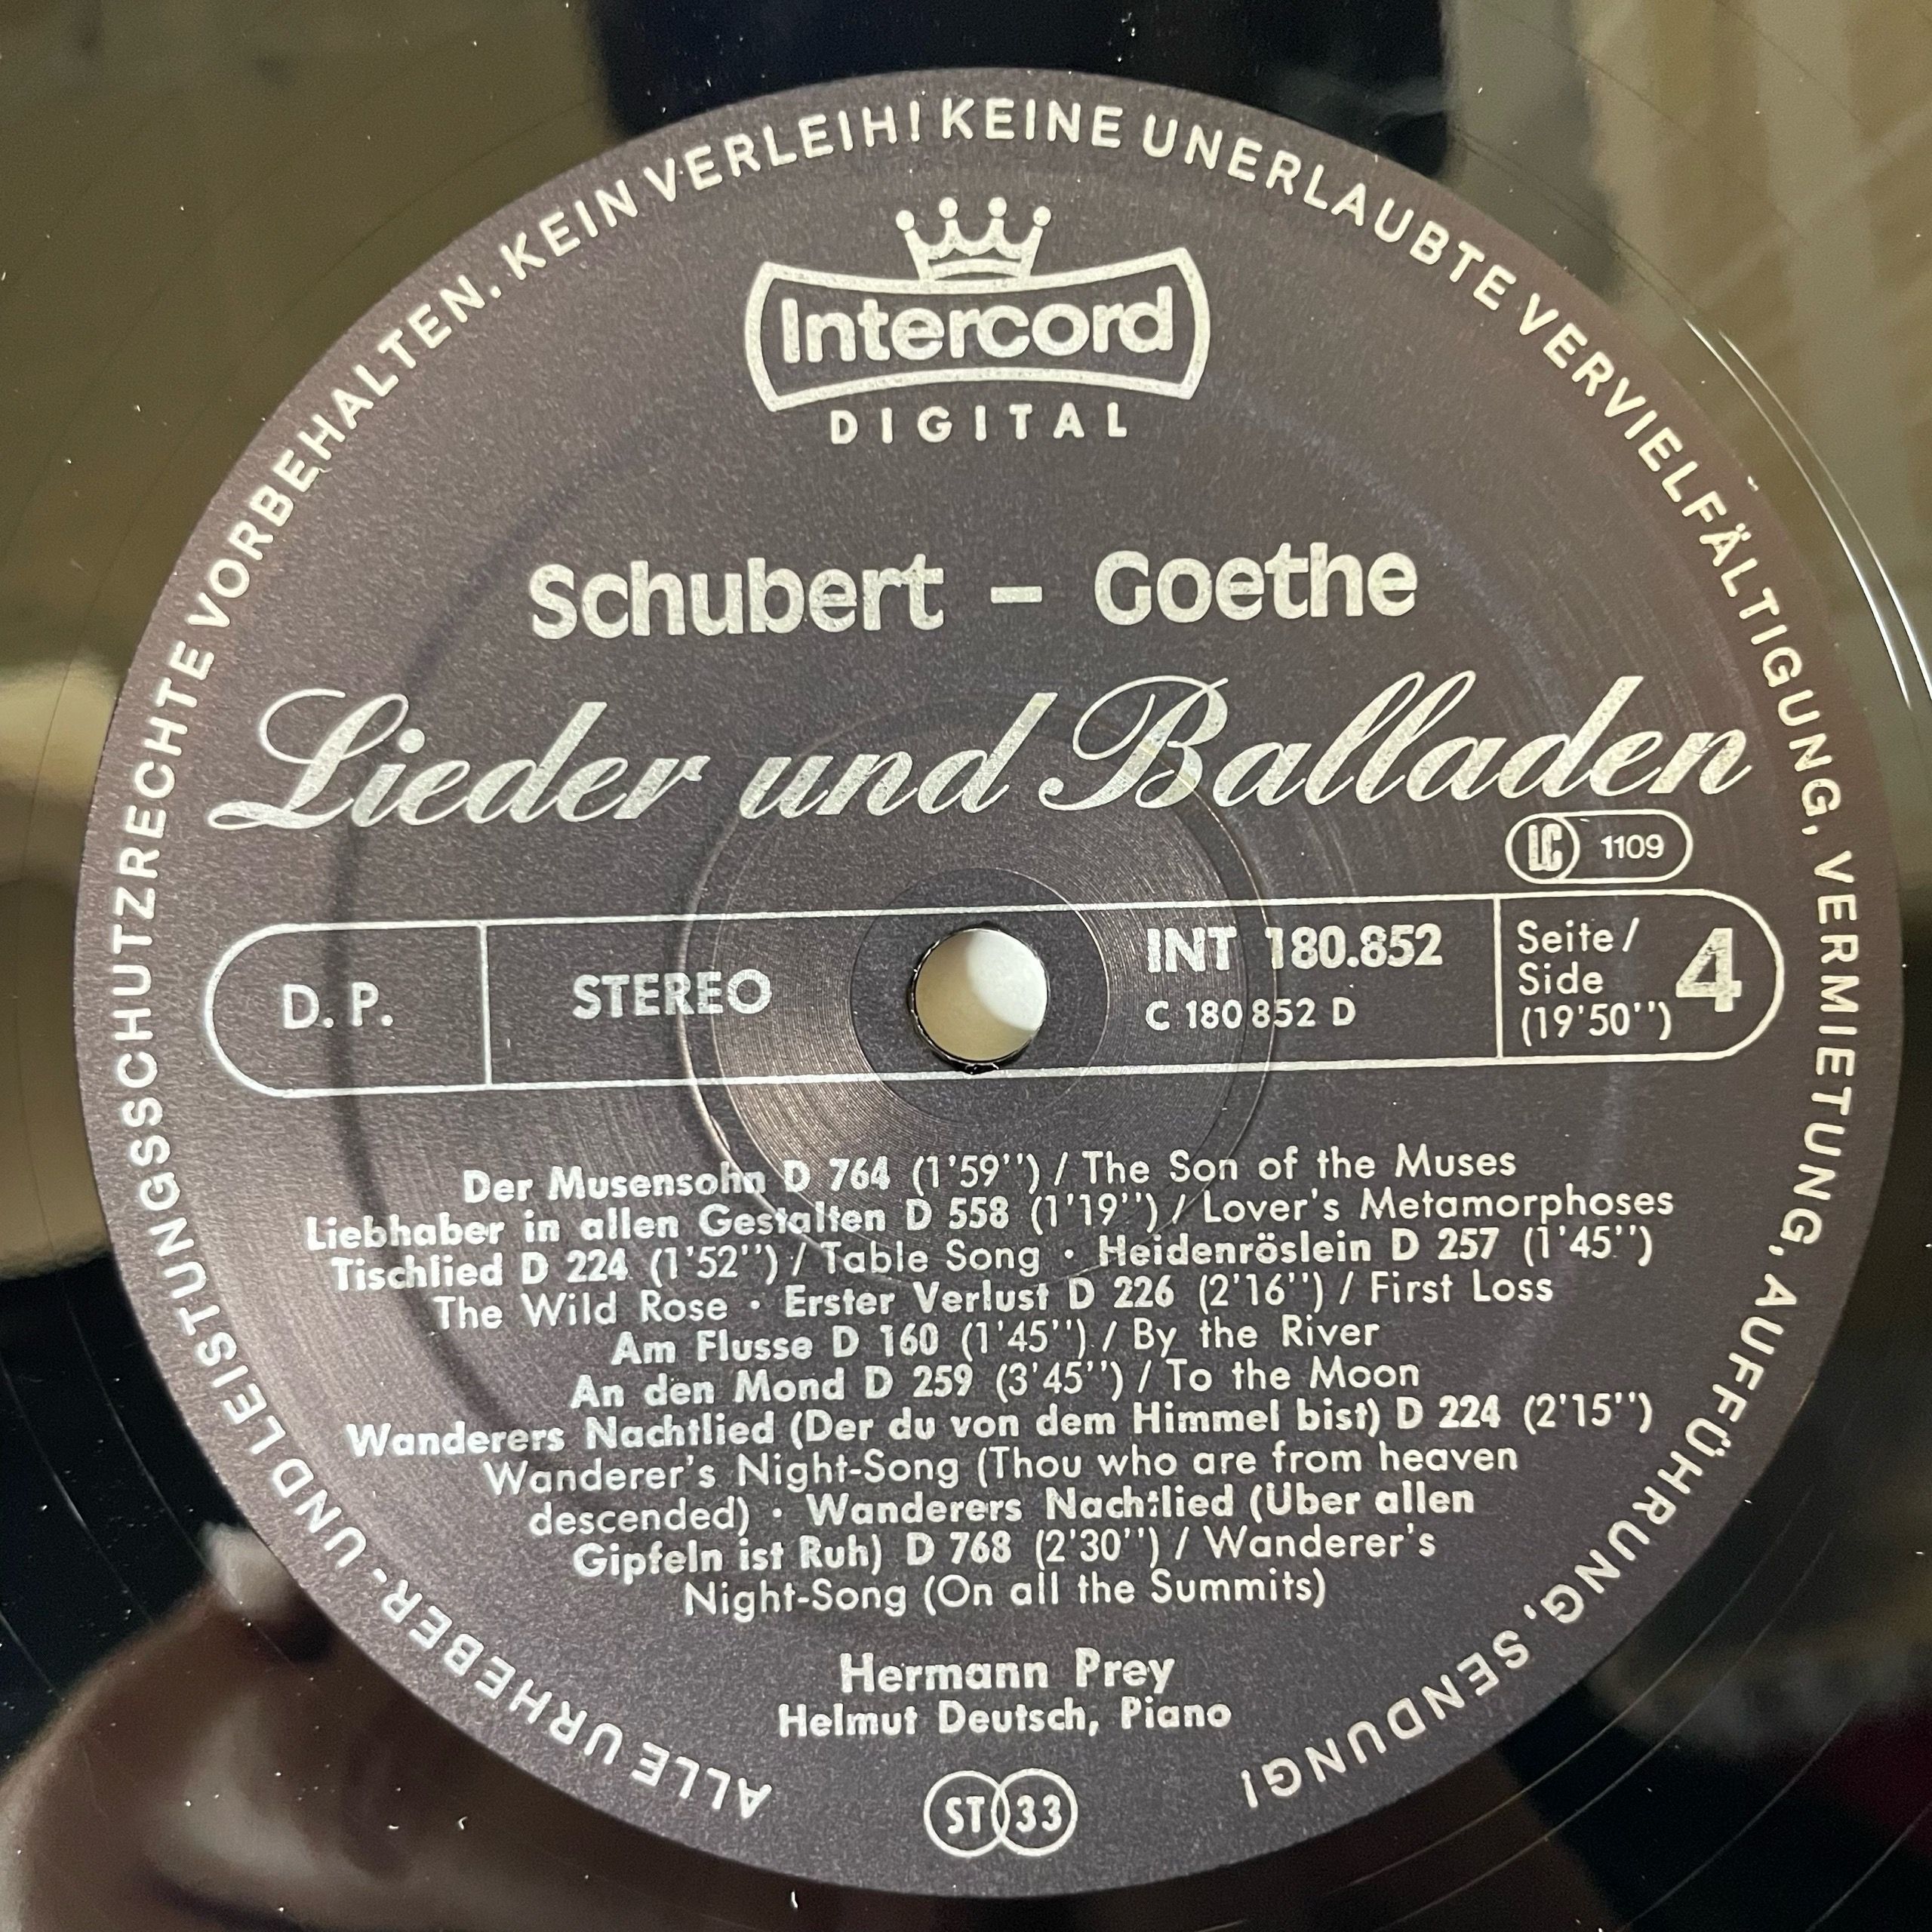 ALLE URHEBER- UND LEISTUNGSSCHUTZRECHTE VORBEHALTEN. KEIN VERLEIH! KEINE UNERLAUBTE VERVIELFÄLTIGUNG, VERMIETUNG, AUFFÜHRUNG, SENDUNG!
Intercord
DIGITAL
Schubert – Goethe
Lieder und Balladen
LC 1109
D. P.
STEREO
INT 180.852
C 180 852 D
Seite/
Side
(19'50'')
4
Der Musensohn D 764 (1'59'') / The Son of the Muses
Liebhaber in allen Gestalten D 558 (1'19'') / Lover's Metamorphoses
Tischlied D 224 (1'52'') / Table Song · Heidenröslein D 257 (1'45'')
The Wild Rose · Erster Verlust D 226 (2'16'') / First Loss
Am Flusse D 160 (1'45'') / By the River
An den Mond D 259 (3'45'') / To the Moon
Wanderers Nachtlied (Der du von dem Himmel bist) D 224 (2'15'')
Wanderer's Night-Song (Thou who are from heaven
descended) · Wanderers Nachtlied (Über allen
Gipfeln ist Ruh) D 768 (2'30'') / Wanderer's
Night-Song (On all the Summits)
Hermann Prey
Helmut Deutsch, Piano
ST 33